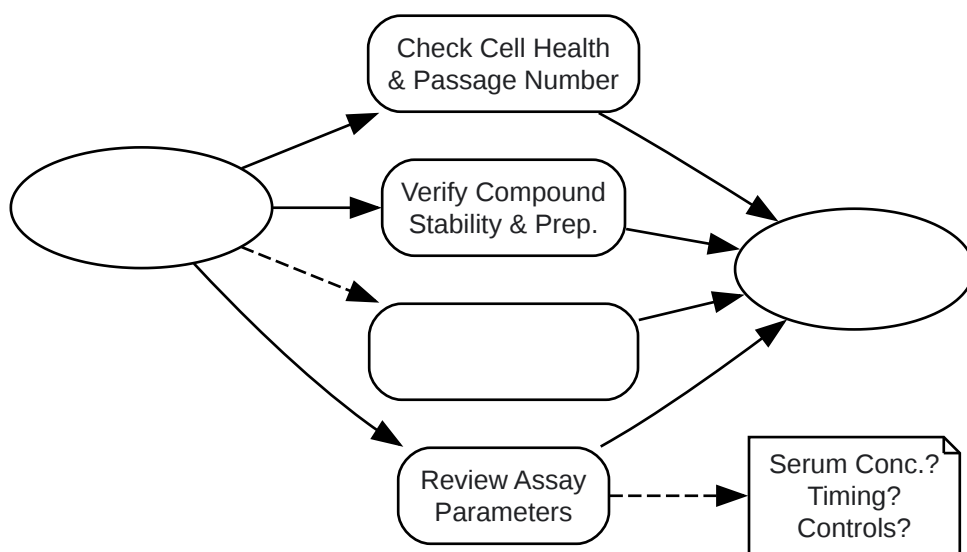 Check Cell Health
& Passage Number
Verify Compound
Stability & Prep.
Review Assay
Parameters
Serum Conc.?
Timing?
Controls?